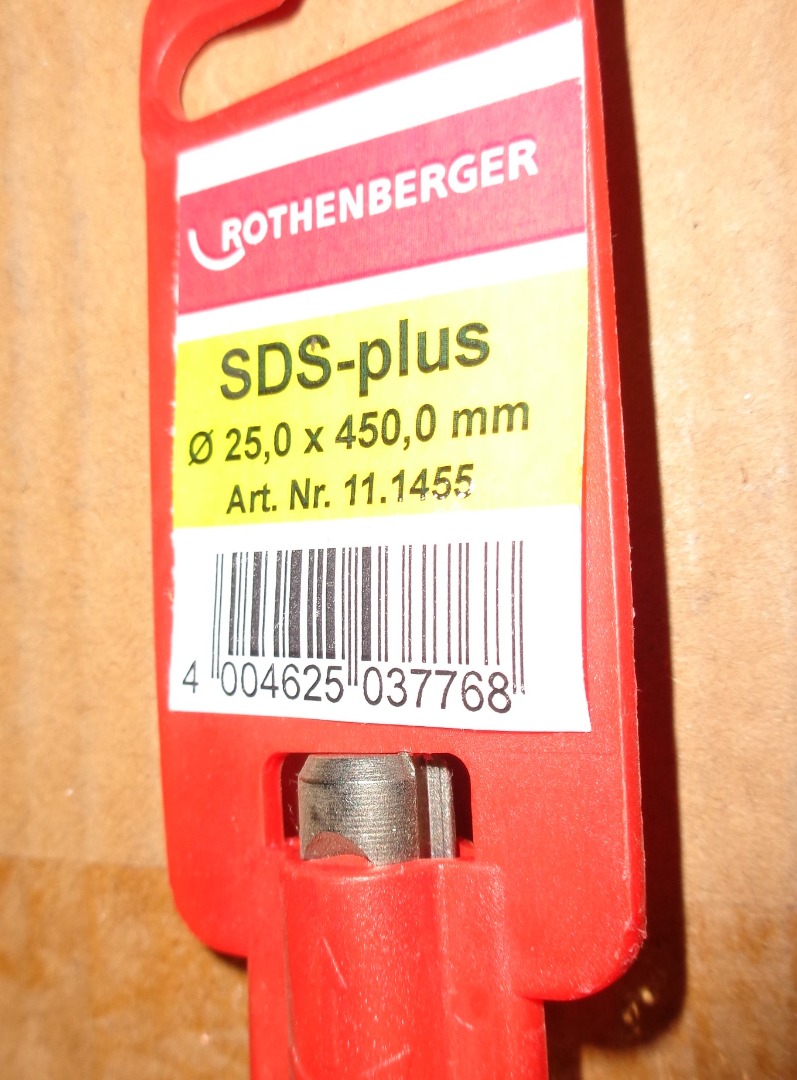 ROTHENBERGER
SDS-plus
Ø 25,0 x 450,0 mm
Art. Nr. 11.1455
4 004625 037768